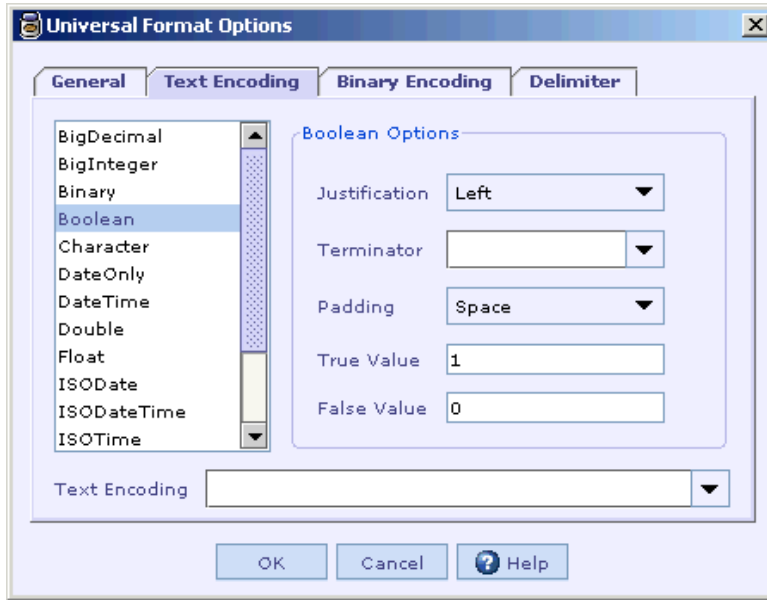 Universal Format Options
General Text Encoding Binary Encoding Delimiter
BigDecimal
BigInteger
Binary
Boolean
Character
DateOnly
DateTime
Double
Float
ISODate
ISODateTime
ISOTime
Boolean Options
Justification Left
Terminator
Padding Space
True Value 1
False Value 0
Text Encoding
OK Cancel ? Help